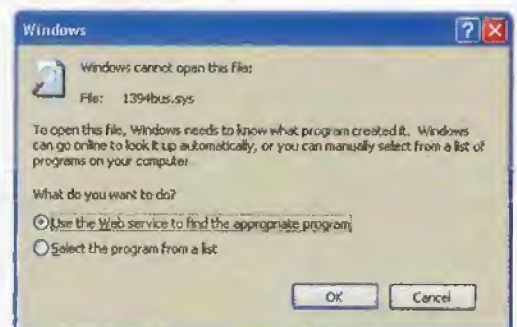 Windows
Windows cannot open this file:
File: 1394bus.sys
To open this file, Windows needs to know what program created it. Windows
can go online to look it up automatically, or you can manually select from a list of
programs on your computer.
What do you want to do?
Use the Web service to find the appropriate program
Select the program from a list
OK
Cancel